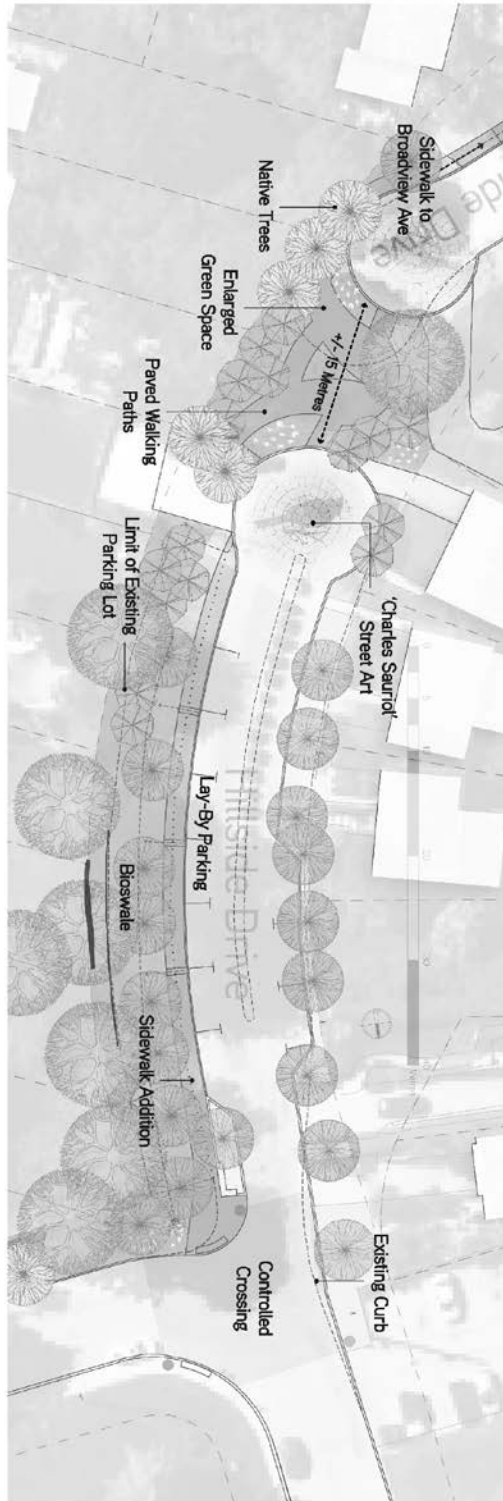 Sidewalk to
Broadview Ave
Native Trees
Enlarged
Green Space
+/- 15 Metres
Paved Walking
Paths
'Charles Sauriol'
Street Art
Limit of Existing
Parking Lot
Lay-By Parking
Hillside Drive
Bioswale
Sidewalk Addition
Existing Curb
Controlled
Crossing